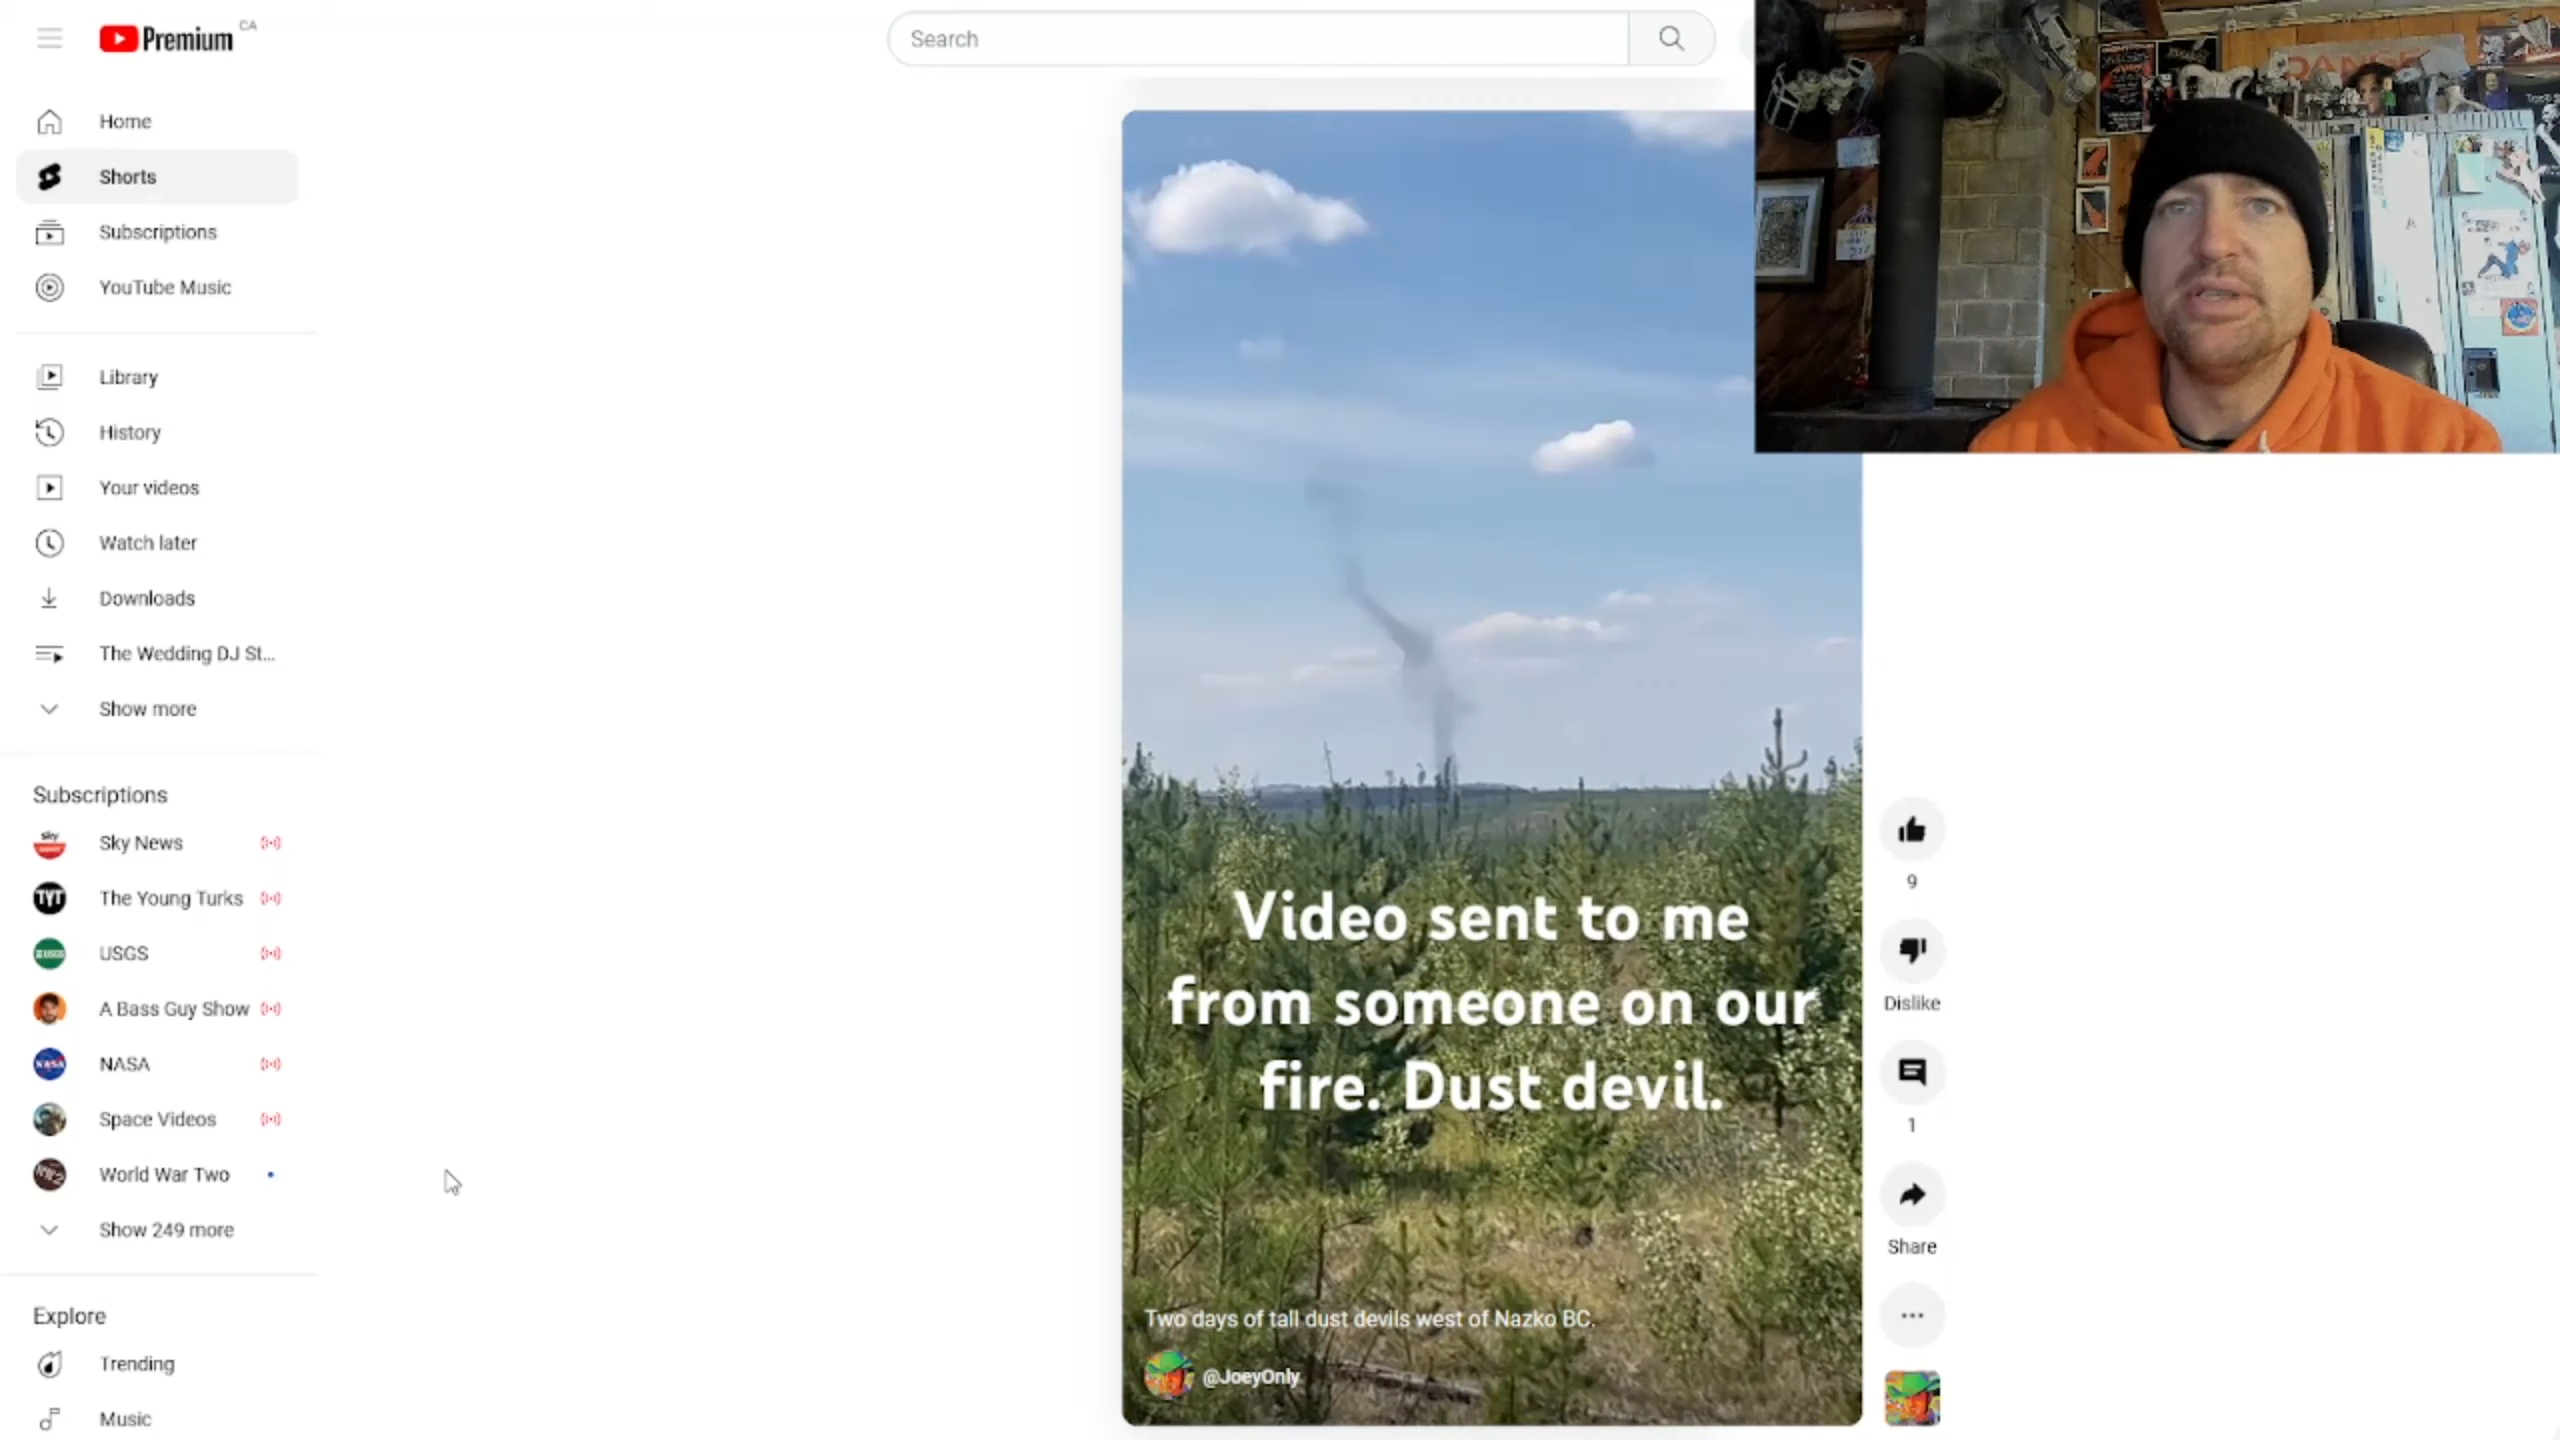 Premium CA
Search
Home
Shorts
Subscriptions
YouTube Music
Library
History
Your videos
Watch later
Downloads
The Wedding DJ St...
Show more
Subscriptions
Sky News
TYT The Young Turks
USGS
A Bass Guy Show
NASA
Space Videos
World War Two
Show 249 more
Explore
Trending
Music
Video sent to me
from someone on our
fire. Dust devil.
Two days of tall dust devils west of Nazko BC.
@JoeyOnly
9
Dislike
1
Share